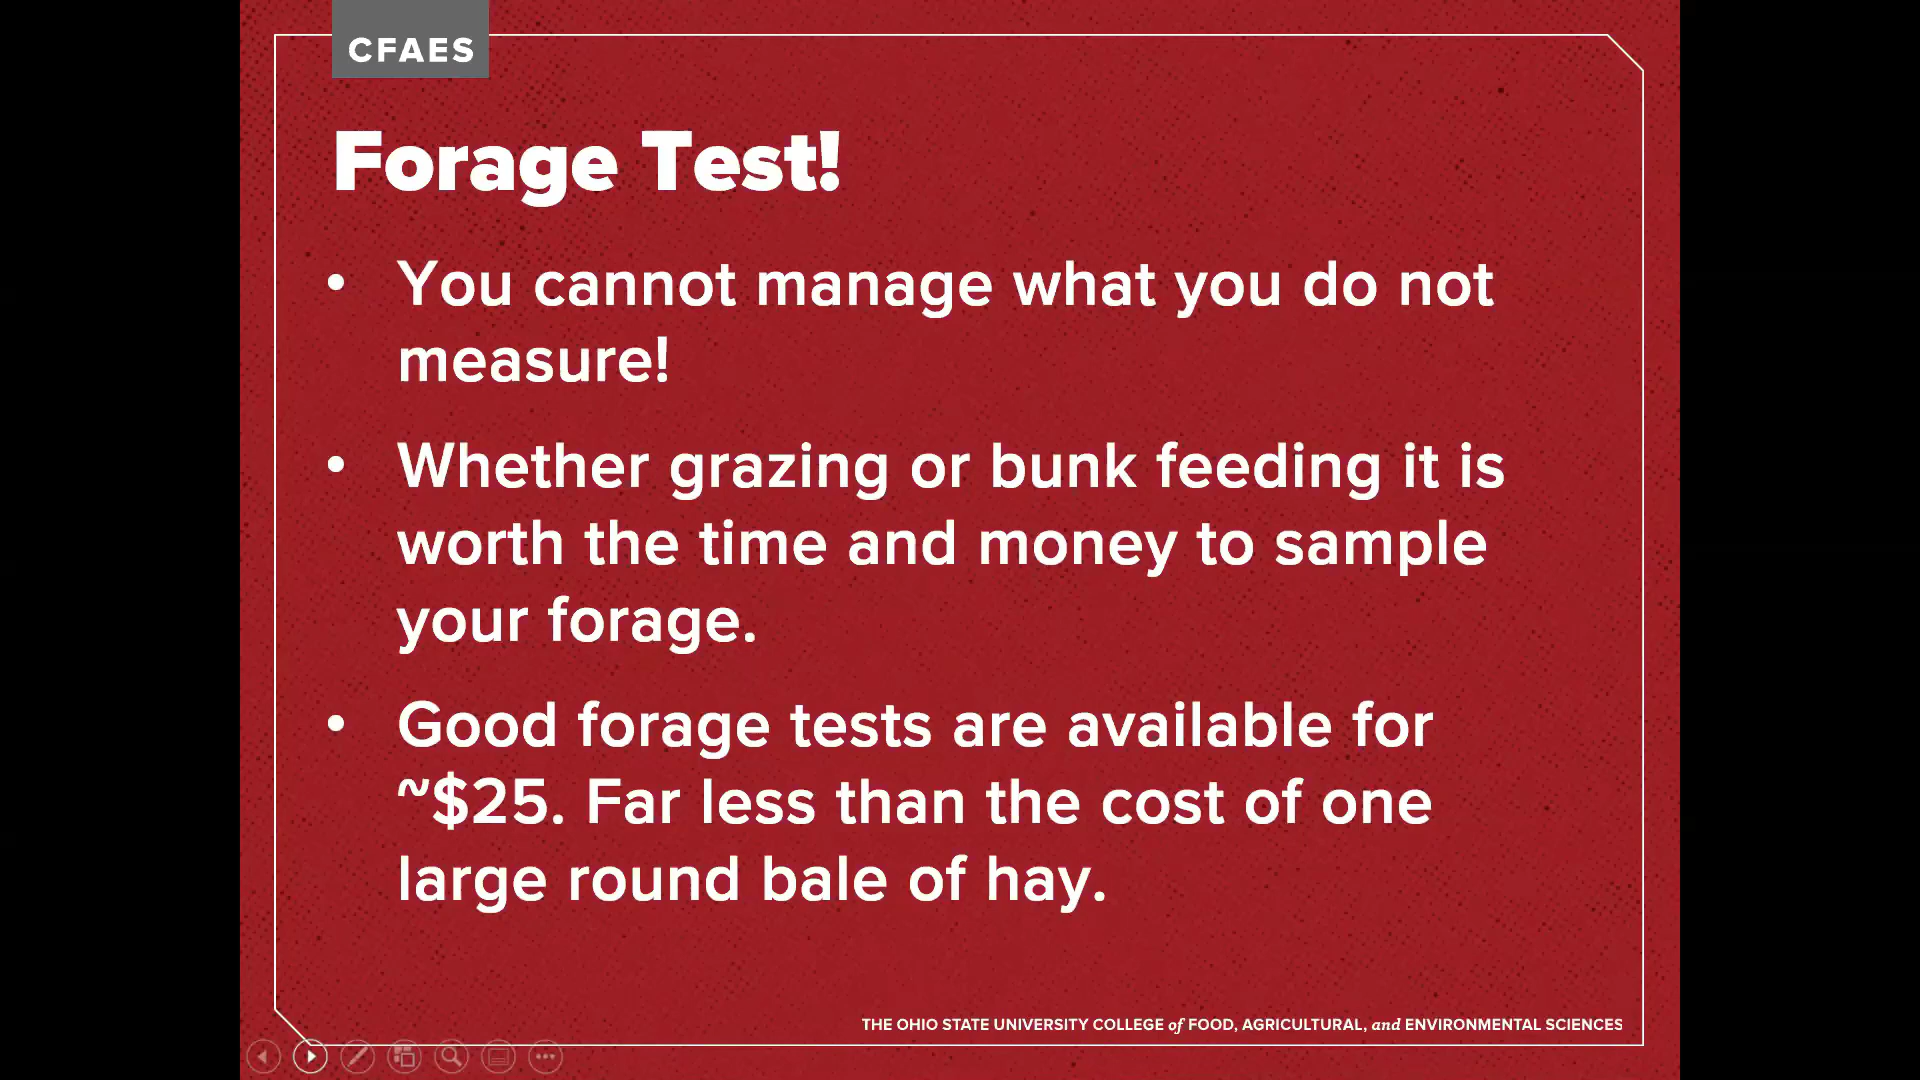 CFAES
Forage Test!
• You cannot manage what you do not
measure!
• Whether grazing or bunk feeding it is
worth the time and money to sample
your forage.
• Good forage tests are available for
~$25. Far less than the cost of one
large round bale of hay.
THE OHIO STATE UNIVERSITY COLLEGE of FOOD, AGRICULTURAL, and ENVIRONMENTAL SCIENCES